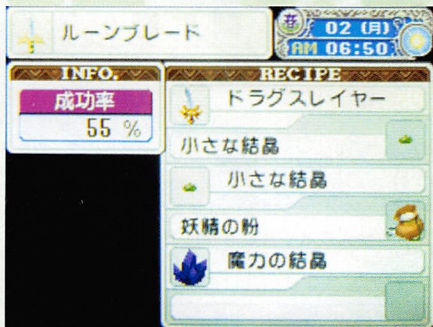 ルーンブレード
春 02 (月)
AM 06:50
INFO.
成功率
55 %
RECIPE
ドラグスレイヤー
小さな結晶
小さな結晶
妖精の粉
魔力の結晶